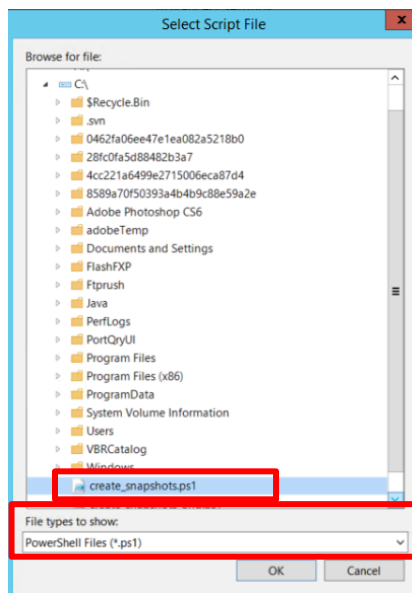 Select Script File
x
Browse for file:
C:\
$Recycle.Bin
.svn
0462fa06ee47e1ea082a5218b0
28fc0fa5d88482b3a7
4cc221a6499e2715006eca87d4
8589a70f50393a4b4b9c88e59a2e
Adobe Photoshop CS6
adobeTemp
Documents and Settings
FlashFXP
Ftprush
Java
PerfLogs
PortQryUI
Program Files
Program Files (x86)
ProgramData
System Volume Information
Users
VBRCatalog
Windows
create_snapshots.ps1
File types to show:
PowerShell Files (*.ps1)
OK Cancel